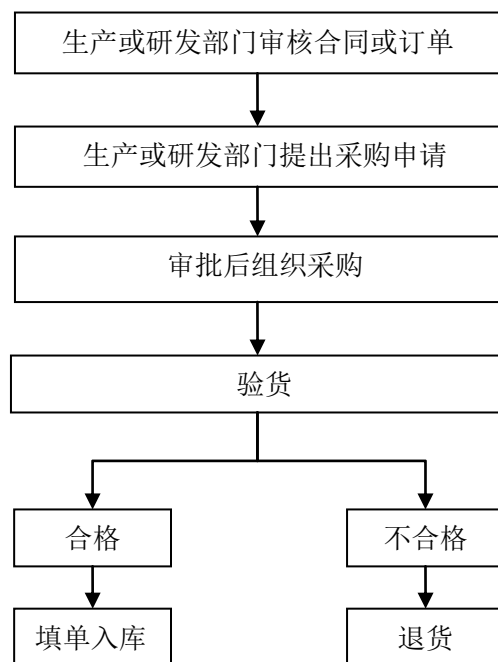 生产或研发部门审核合同或订单
生产或研发部门提出采购申请
审批后组织采购
验货
合格
不合格
填单入库
退货